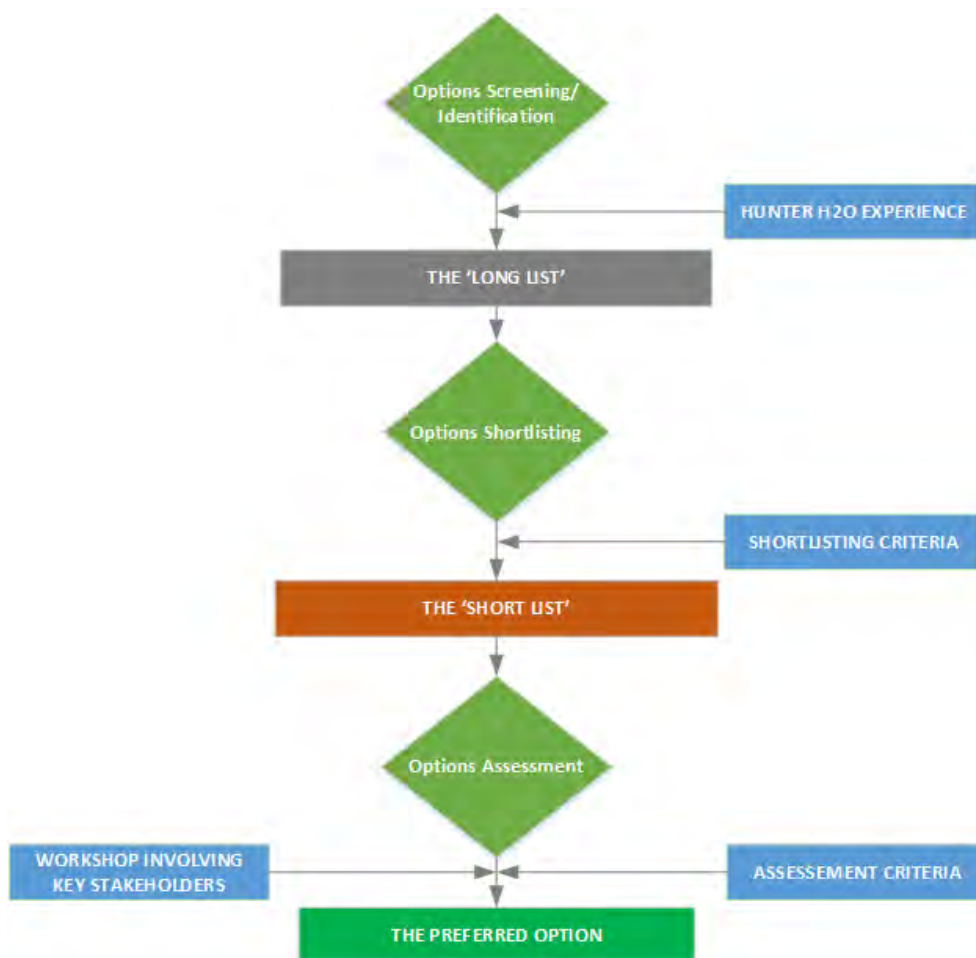 Options Screening/
Identification
HUNTER H2O EXPERIENCE
THE ‘LONG LIST’
Options Shortlisting
SHORTLISTING CRITERIA
THE ‘SHORT LIST’
Options Assessment
WORKSHOP INVOLVING
KEY STAKEHOLDERS
ASSESSEMENT CRITERIA
THE PREFERRED OPTION